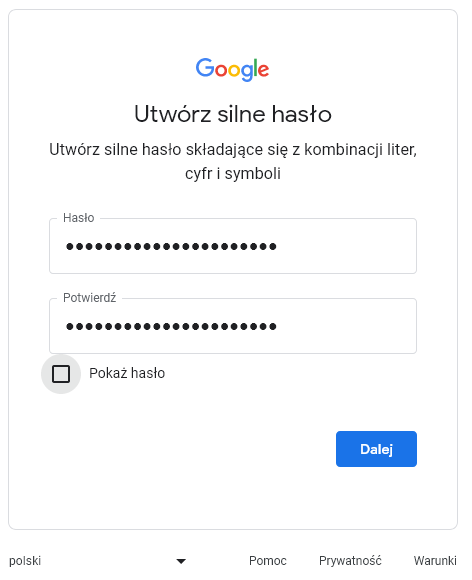 Google
Utwórz silne hasło
Utwórz silne hasło składające się z kombinacji liter,
cyfr i symboli
Hasło
••••••••••••••••••••••
Potwierdź
••••••••••••••••••••••
Pokaż hasło
Dalej
polski Pomoc Prywatność Warunki